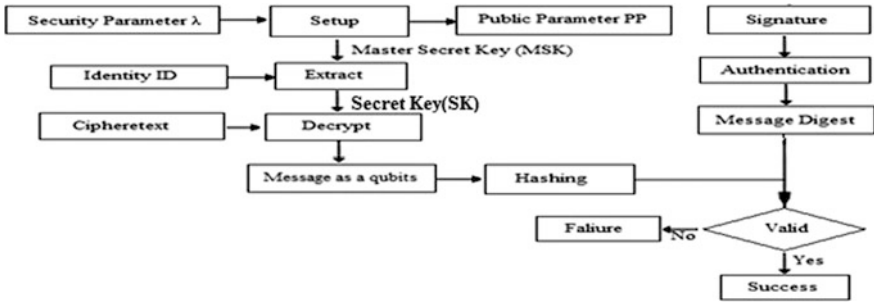 Security Parameter λ
Setup
Public Parameter PP
Signature
Master Secret Key (MSK)
Identity ID
Extract
Authentication
Secret Key(SK)
Cipheretext
Decrypt
Message Digest
Message as a qubits
Hashing
Faliure
No
Valid
Yes
Success